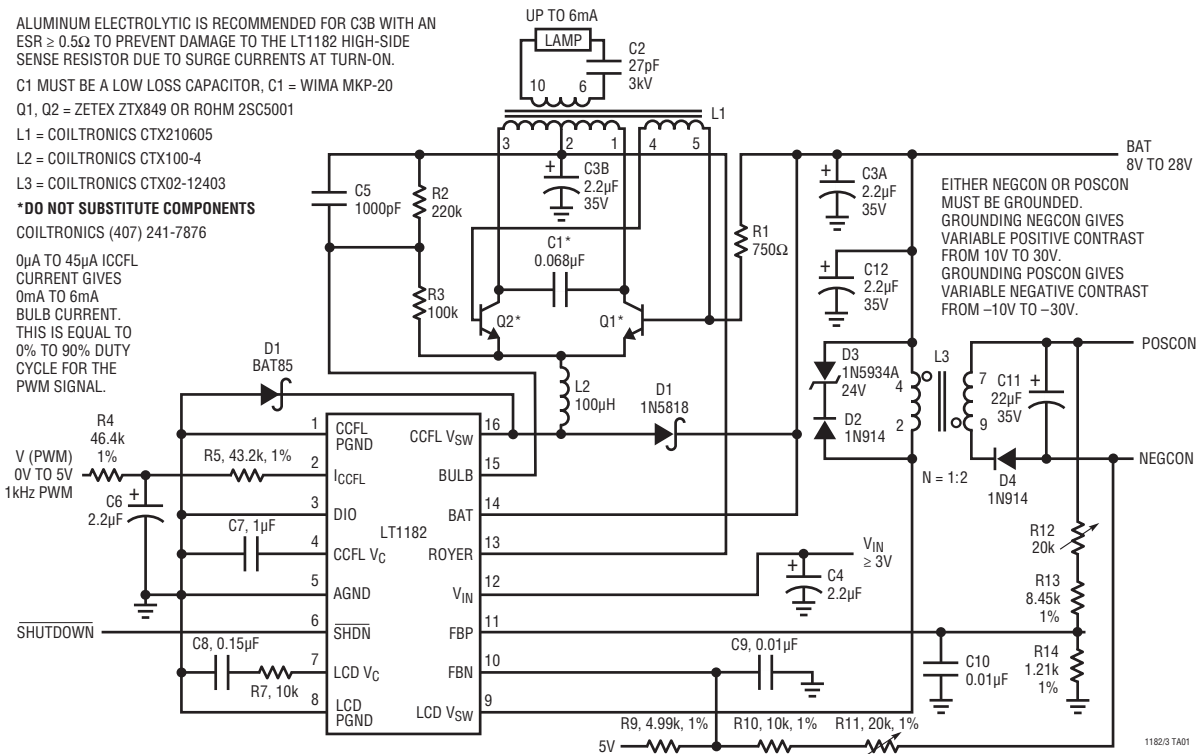 ALUMINUM ELECTROLYTIC IS RECOMMENDED FOR C3B WITH AN
ESR ≥ 0.5Ω TO PREVENT DAMAGE TO THE LT1182 HIGH-SIDE
SENSE RESISTOR DUE TO SURGE CURRENTS AT TURN-ON.
C1 MUST BE A LOW LOSS CAPACITOR, C1 = WIMA MKP-20
Q1, Q2 = ZETEX ZTX849 OR ROHM 2SC5001
L1 = COILTRONICS CTX210605
L2 = COILTRONICS CTX100-4
L3 = COILTRONICS CTX02-12403
*DO NOT SUBSTITUTE COMPONENTS
COILTRONICS (407) 241-7876
0µA TO 45µA ICCFL
CURRENT GIVES
0mA TO 6mA
BULB CURRENT.
THIS IS EQUAL TO
0% TO 90% DUTY
CYCLE FOR THE
PWM SIGNAL.
UP TO 6mA
LAMP
C2
27pF
3kV
10
6
L1
3
2
1
4
5
C5
1000pF
R2
220k
+
C3B
2.2µF
35V
C1*
0.068µF
R3
100k
Q2*
Q1*
R1
750Ω
+
C3A
2.2µF
35V
+
C12
2.2µF
35V
BAT
8V TO 28V
EITHER NEGCON OR POSCON
MUST BE GROUNDED.
GROUNDING NEGCON GIVES
VARIABLE POSITIVE CONTRAST
FROM 10V TO 30V.
GROUNDING POSCON GIVES
VARIABLE NEGATIVE CONTRAST
FROM –10V TO –30V.
D1
BAT85
L2
100µH
D1
1N5818
D3
1N5934A
24V
D2
1N914
L3
4
2
7
9
N = 1:2
C11
22µF
35V
+
D4
1N914
POSCON
NEGCON
V (PWM)
0V TO 5V
1kHz PWM
R4
46.4k
1%
R5, 43.2k, 1%
C6
2.2µF
+
C7, 1µF
SHUTDOWN
C8, 0.15µF
R7, 10k
LT1182
1
CCFL
PGND
2
ICCFL
3
DIO
4
CCFL VC
5
AGND
6
SHDN
7
LCD VC
8
LCD
PGND
16
CCFL VSW
15
BULB
14
BAT
13
ROYER
12
VIN
11
FBP
10
FBN
9
LCD VSW
VIN
≥ 3V
+
C4
2.2µF
C9, 0.01µF
C10
0.01µF
R12
20k
R13
8.45k
1%
R14
1.21k
1%
5V
R9, 4.99k, 1%
R10, 10k, 1%
R11, 20k, 1%
1182/3 TA01